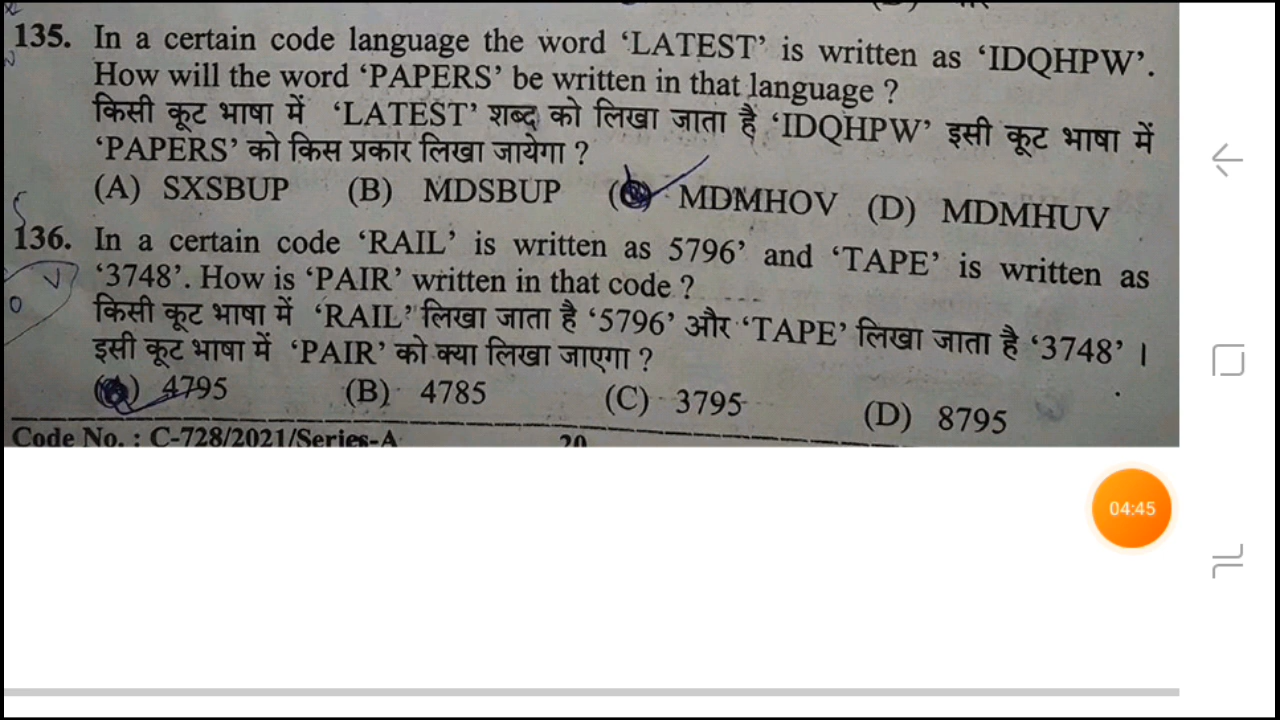 135. In a certain code language the word ‘LATEST’ is written as ‘IDQHPW’.
How will the word ‘PAPERS’ be written in that language ?
किसी कूट भाषा में ‘LATEST’ शब्द को लिखा जाता है ‘IDQHPW’ इसी कूट भाषा में
‘PAPERS’ को किस प्रकार लिखा जायेगा ?
(A) SXSBUP (B) MDSBUP ( ) MDMHOV (D) MDMHUV
136. In a certain code ‘RAIL’ is written as 5796’ and ‘TAPE’ is written as
‘3748’. How is ‘PAIR’ written in that code ?
किसी कूट भाषा में ‘RAIL’ लिखा जाता है ‘5796’ और ‘TAPE’ लिखा जाता है ‘3748’ ।
इसी कूट भाषा में ‘PAIR’ को क्या लिखा जाएगा ?
(A) 4795 (B) 4785 (C) 3795 (D) 8795
Code No. : C-728/2021/Series-A 20
04:45